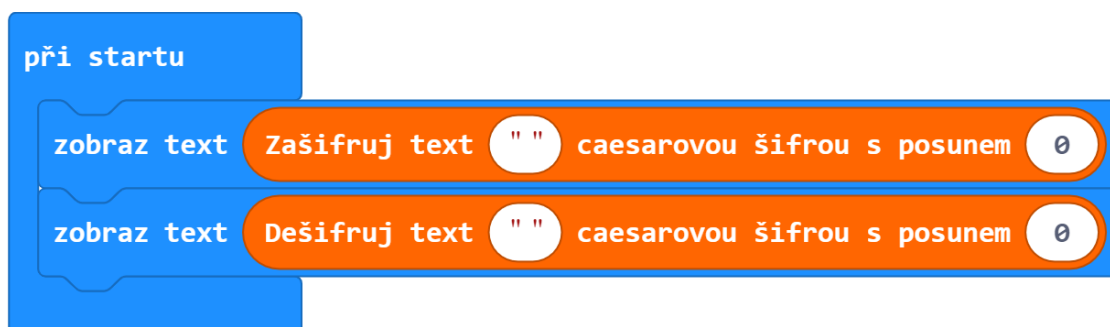 při startu
zobraz text Zašifruj text " " caesarovou šifrou s posunem 0
zobraz text Dešifruj text " " caesarovou šifrou s posunem 0